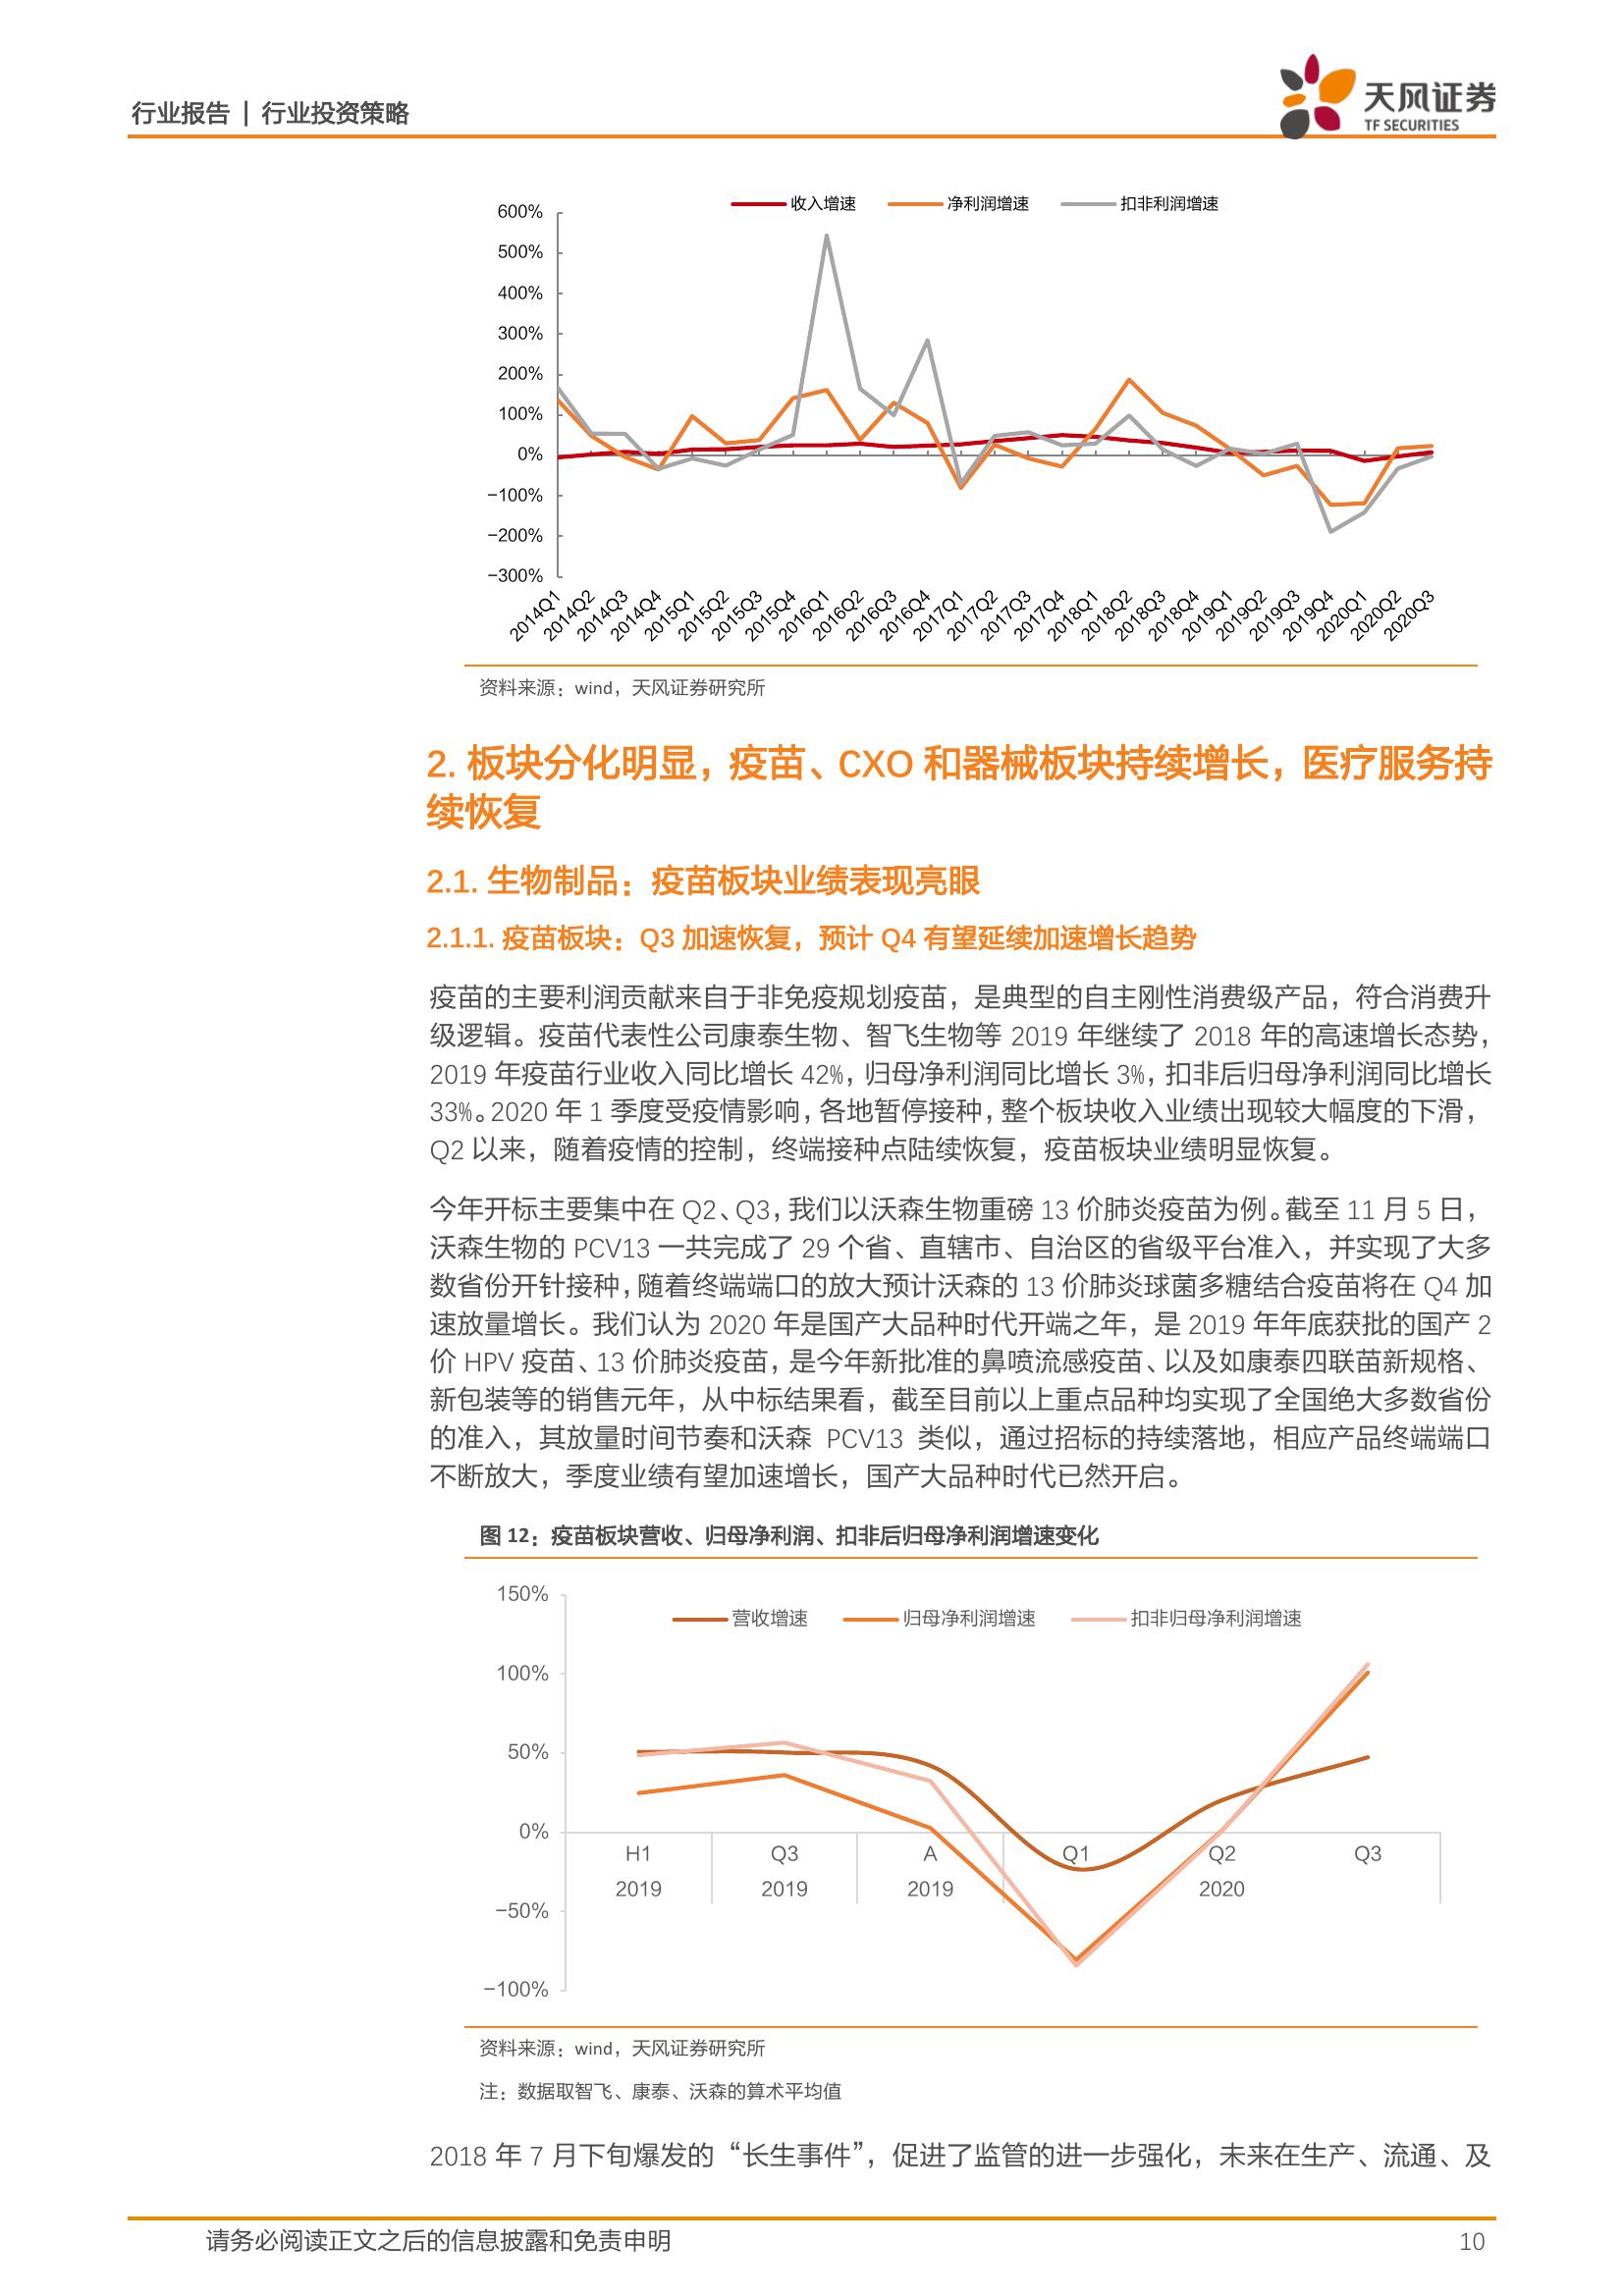 行业报告 | 行业投资策略
天风证券
TF SECURITIES
收入增速 净利润增速 扣非利润增速
600%
500%
400%
300%
200%
100%
0%
−100%
−200%
−300%
2014Q1 2014Q2 2014Q3 2014Q4 2015Q1 2015Q2 2015Q3 2015Q4 2016Q1 2016Q2 2016Q3 2016Q4 2017Q1 2017Q2 2017Q3 2017Q4 2018Q1 2018Q2 2018Q3 2018Q4 2019Q1 2019Q2 2019Q3 2019Q4 2020Q1 2020Q2 2020Q3
资料来源：wind，天风证券研究所
2. 板块分化明显，疫苗、CXO 和器械板块持续增长，医疗服务持
续恢复
2.1. 生物制品：疫苗板块业绩表现亮眼
2.1.1. 疫苗板块：Q3 加速恢复，预计 Q4 有望延续加速增长趋势
疫苗的主要利润贡献来自于非免疫规划疫苗，是典型的自主刚性消费级产品，符合消费升
级逻辑。疫苗代表性公司康泰生物、智飞生物等 2019 年继续了 2018 年的高速增长态势，
2019 年疫苗行业收入同比增长 42%，归母净利润同比增长 3%，扣非后归母净利润同比增长
33%。2020 年 1 季度受疫情影响，各地暂停接种，整个板块收入业绩出现较大幅度的下滑，
Q2 以来，随着疫情的控制，终端接种点陆续恢复，疫苗板块业绩明显恢复。
今年开标主要集中在 Q2、Q3，我们以沃森生物重磅 13 价肺炎疫苗为例。截至 11 月 5 日，
沃森生物的 PCV13 一共完成了 29 个省、直辖市、自治区的省级平台准入，并实现了大多
数省份开针接种，随着终端端口的放大预计沃森的 13 价肺炎球菌多糖结合疫苗将在 Q4 加
速放量增长。我们认为 2020 年是国产大品种时代开端之年，是 2019 年年底获批的国产 2
价 HPV 疫苗、13 价肺炎疫苗，是今年新批准的鼻喷流感疫苗、以及如康泰四联苗新规格、
新包装等的销售元年，从中标结果看，截至目前以上重点品种均实现了全国绝大多数省份
的准入，其放量时间节奏和沃森 PCV13 类似，通过招标的持续落地，相应产品终端端口
不断放大，季度业绩有望加速增长，国产大品种时代已然开启。
图 12：疫苗板块营收、归母净利润、扣非后归母净利润增速变化
150%
营收增速 归母净利润增速 扣非归母净利润增速
100%
50%
0%
H1 Q3 A Q1 Q2 Q3
2019 2019 2019 2020
−50%
−100%
资料来源：wind，天风证券研究所
注：数据取智飞、康泰、沃森的算术平均值
2018 年 7 月下旬爆发的“长生事件”，促进了监管的进一步强化，未来在生产、流通、及
请务必阅读正文之后的信息披露和免责申明 10